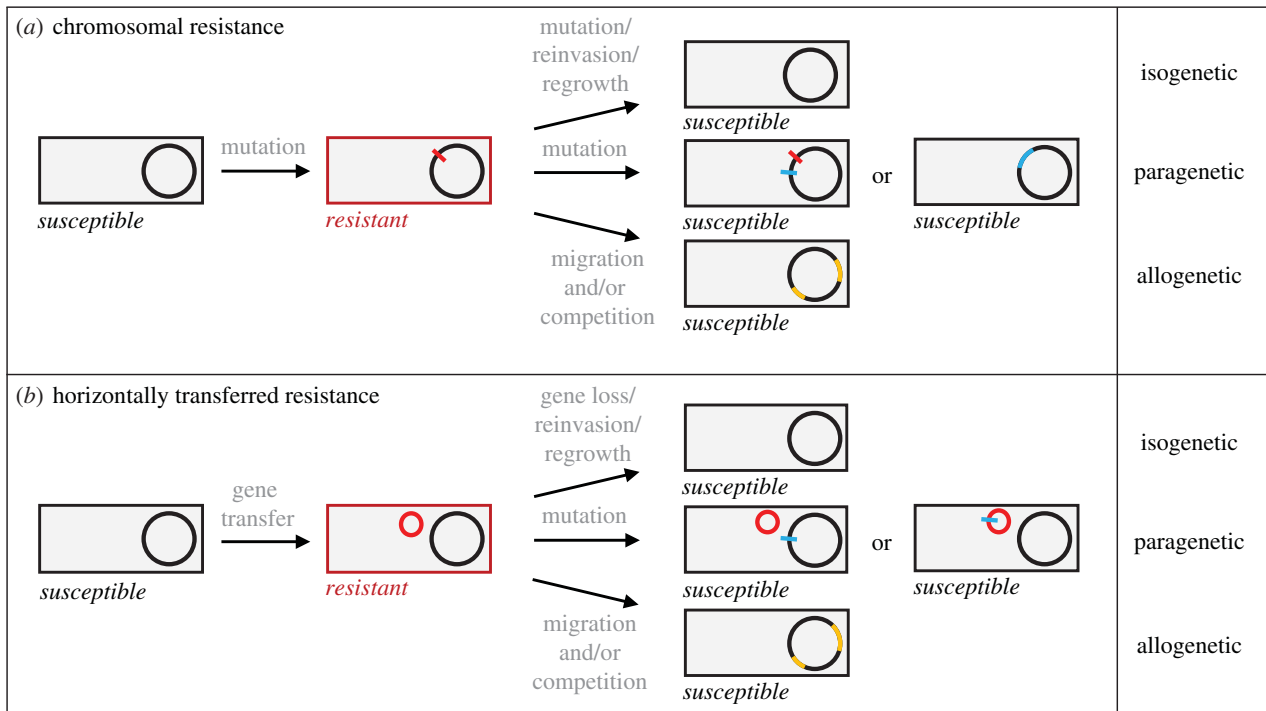 (a) chromosomal resistance
mutation/
reinvasion/
regrowth
susceptible
isogenetic
mutation
susceptible
resistant
mutation
susceptible
or
susceptible
paragenetic
migration
and/or
competition
susceptible
allogenetic
(b) horizontally transferred resistance
gene loss/
reinvasion/
regrowth
susceptible
isogenetic
gene
transfer
susceptible
resistant
mutation
susceptible
or
susceptible
paragenetic
migration
and/or
competition
susceptible
allogenetic